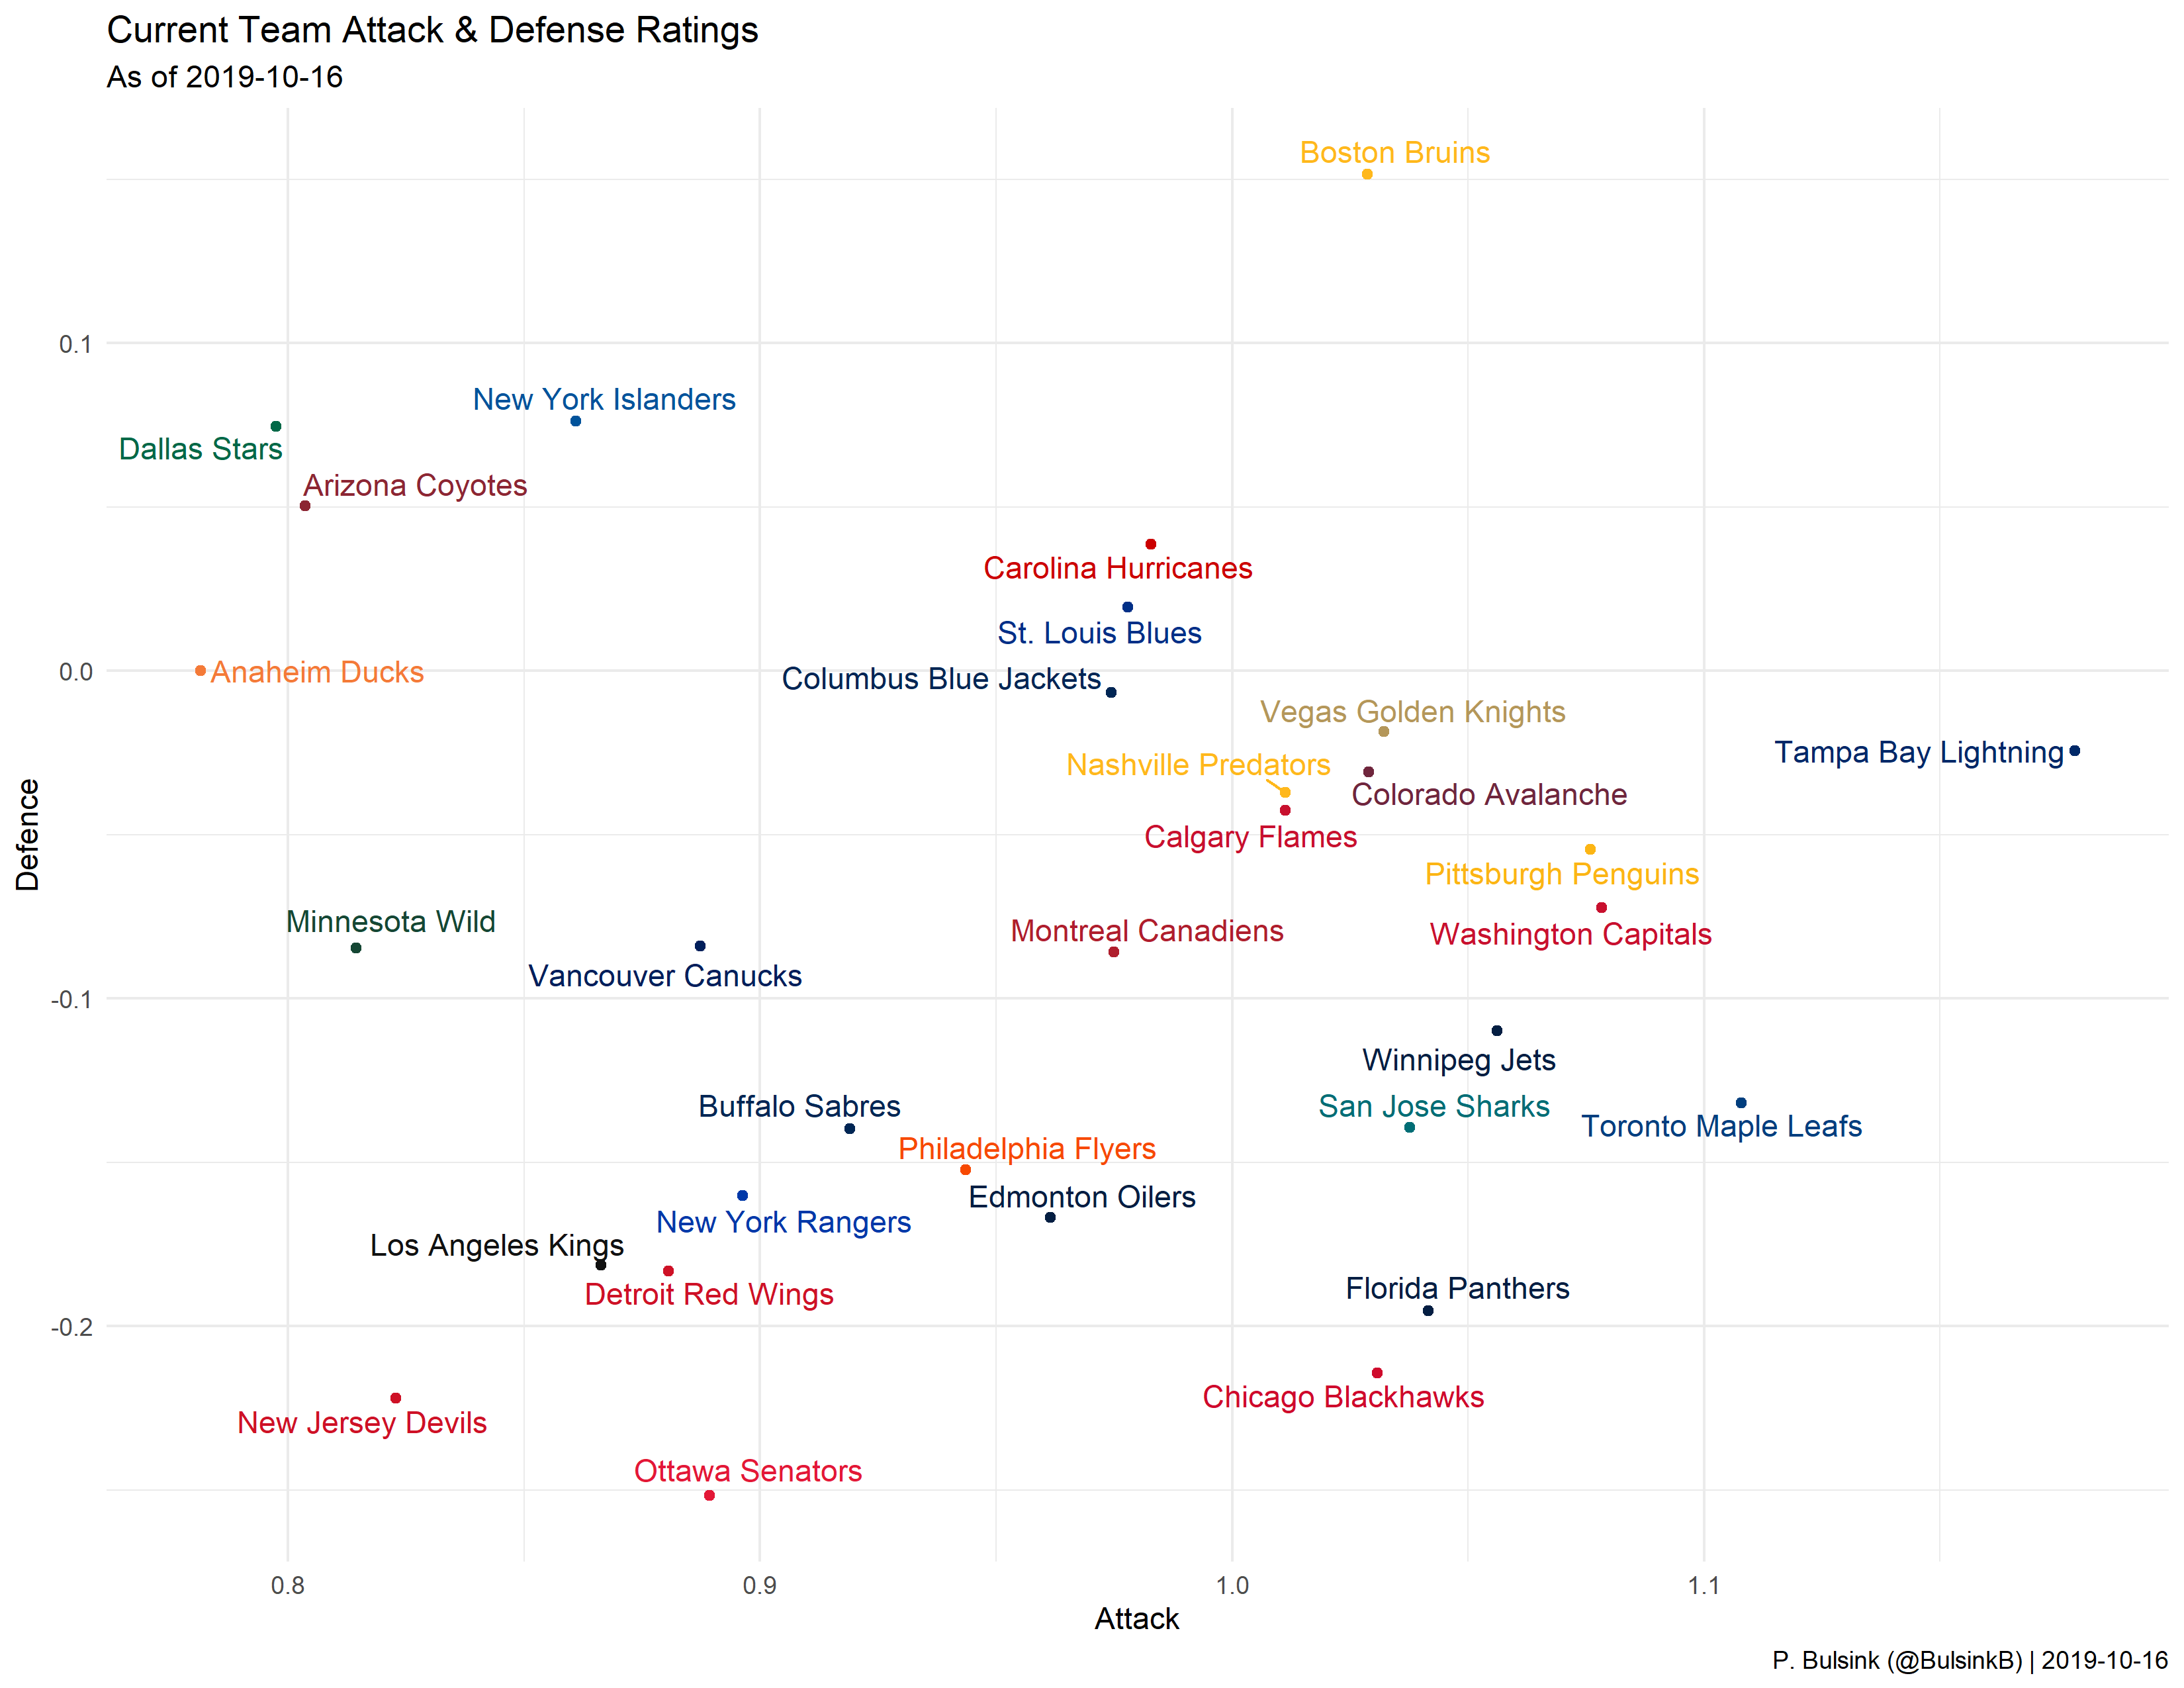 Current Team Attack & Defense Ratings
As of 2019-10-16
Boston Bruins
0.1
New York Islanders
Dallas Stars
Arizona Coyotes
Carolina Hurricanes
St. Louis Blues
0.0
Anaheim Ducks
Columbus Blue Jackets
Vegas Golden Knights
Tampa Bay Lightning
Nashville Predators
Colorado Avalanche
Calgary Flames
Defence
Pittsburgh Penguins
Minnesota Wild
Montreal Canadiens
Washington Capitals
Vancouver Canucks
-0.1
Winnipeg Jets
Buffalo Sabres
San Jose Sharks
Toronto Maple Leafs
Philadelphia Flyers
Edmonton Oilers
New York Rangers
Los Angeles Kings
Detroit Red Wings
Florida Panthers
-0.2
Chicago Blackhawks
New Jersey Devils
Ottawa Senators
0.8
0.9
1.0
1.1
Attack
P. Bulsink (@BulsinkB) | 2019-10-16